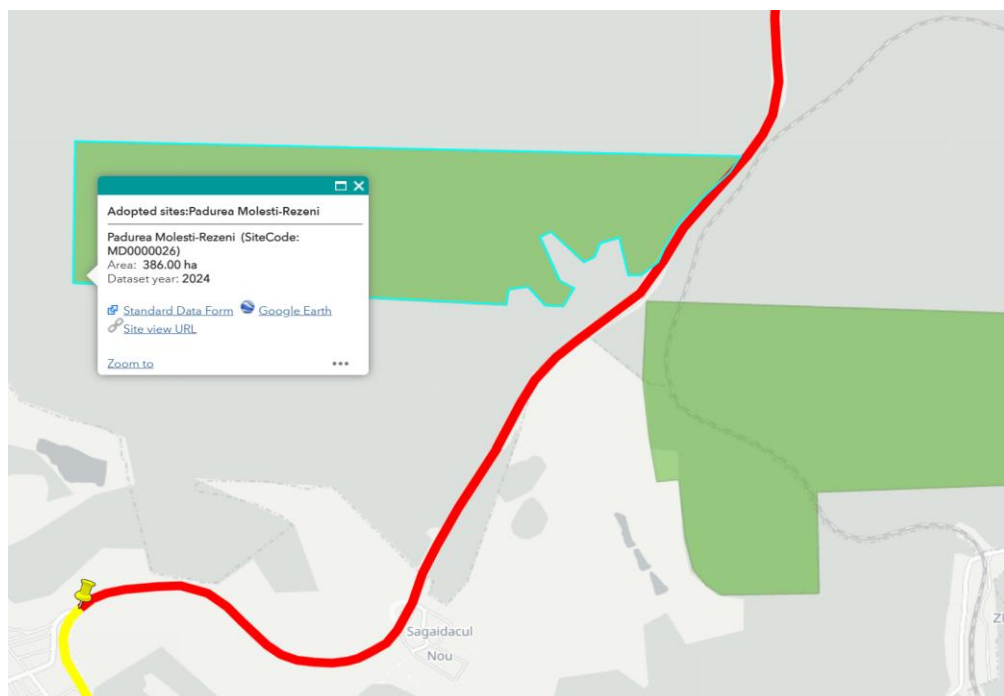 Adopted sites:Padurea Molesti-Rezeni
Padurea Molesti-Rezeni (SiteCode:
MD0000026)
Area: 386.00 ha
Dataset year: 2024
Standard Data Form Google Earth
Site view URL
Zoom to
Sagaidacul
Nou